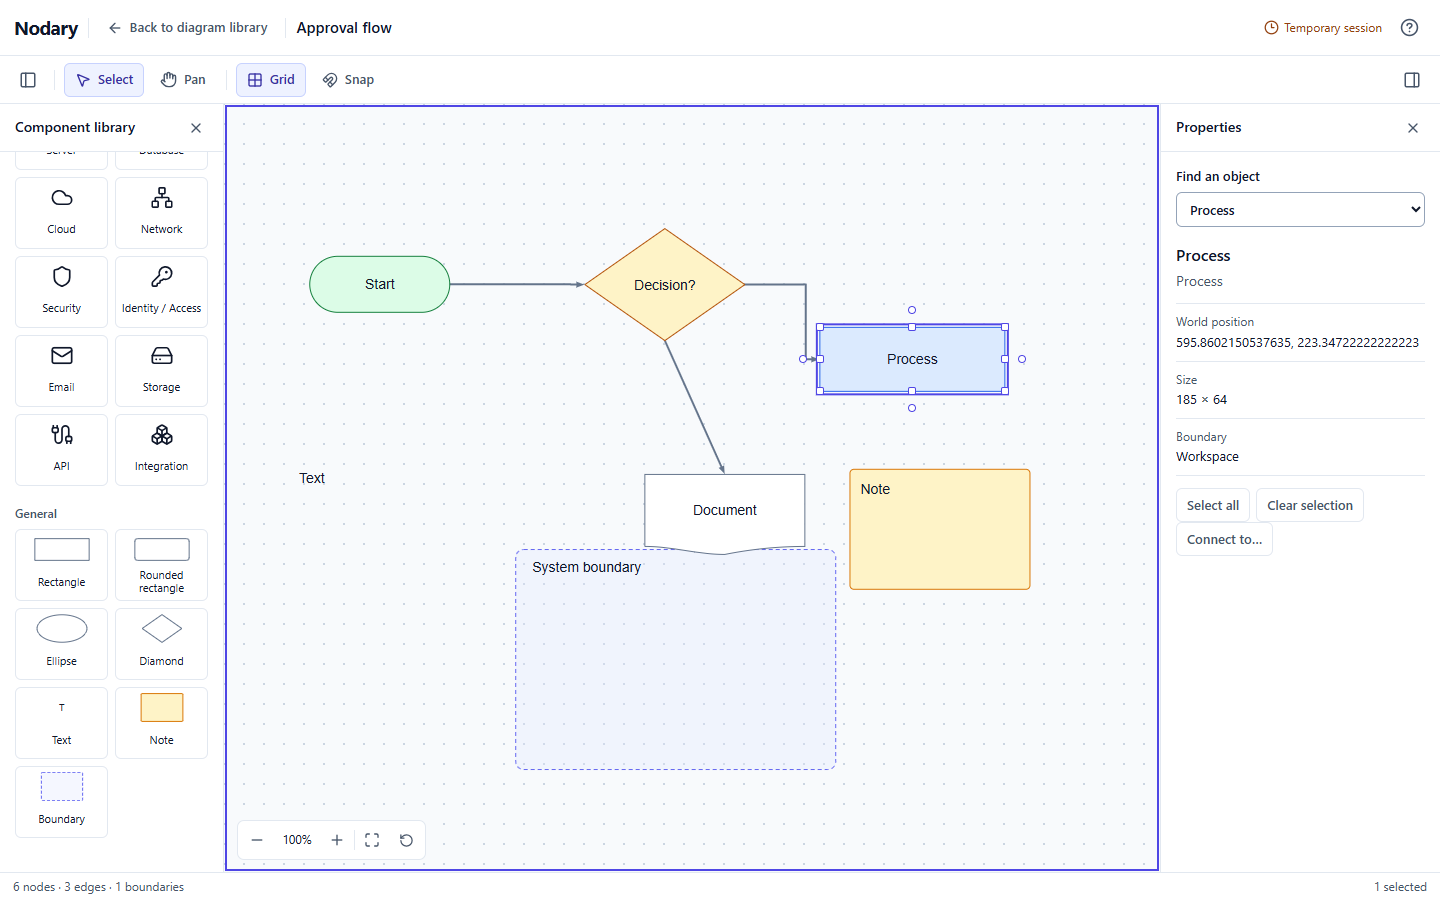 Nodary
Back to diagram library
Approval flow
Temporary session
Select
Pan
Grid
Snap
Component library
Server
Database
Cloud
Network
Security
Identity / Access
Email
Storage
API
Integration
General
Rectangle
Rounded
rectangle
Ellipse
Diamond
T
Text
Note
Boundary
Start
Decision?
Process
Text
Document
Note
System boundary
100%
Properties
Find an object
Process
Process
Process
World position
595.8602150537635, 223.34722222222223
Size
185 × 64
Boundary
Workspace
Select all
Clear selection
Connect to...
6 nodes · 3 edges · 1 boundaries
1 selected